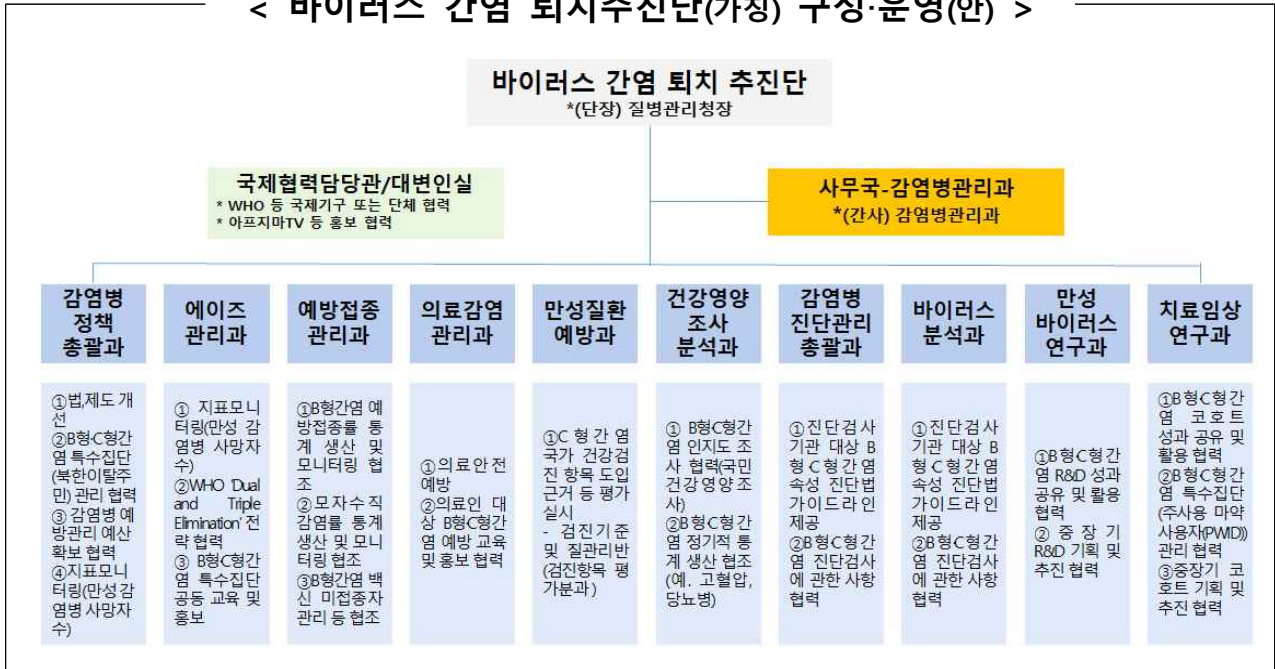 < 바이러스 간염 퇴치추진단(가칭) 구성·운영(안) >
바이러스 간염 퇴치 추진단
*(단장) 질병관리청장
국제협력담당관/대변인실
* WHO 등 국제기구 또는 단체 협력
* 아프지마TV 등 홍보 협력
사무국-감염병관리과
*(간사) 감염병관리과
감염병
정책
총괄과
에이즈
관리과
예방접종
관리과
의료감염
관리과
만성질환
예방과
건강영양
조사
분석과
감염병
진단관리
총괄과
바이러스
분석과
만성
바이러스
연구과
치료임상
연구과
①법,제도 개
선
②B형·C형간
염 특수집단
(북한이탈주
민) 관리 협력
③ 감염병 예
방관리 예산
확보 협력
④지표모니
터링(만성 감
염병 사망자
수)
① 지표모니
터링(만성 감
염병 사망자
수)
②WHO 'Dual
and Triple
Elimination' 전
략 협력
③ B형·C형간
염 특수집단
공동 교육 및
홍보
①B형간염 예
방접종률 통
계 생산 및
모니터링 협
조
②모자수직
감염률 통계
생산 및 모니
터링 협조
③B형간염 백
신 미접종자
관리 등 협조
①의료안전
예방
②의료인 대
상 B형·C형간
염 예방 교육
및 홍보 협력
①C형간염
국가 건강검
진 항목 도입
근거 등 평가
실시
- 검진기준
및 질관리반
(검진항목 평
가분과)
① B형·C형간
염 인지도 조
사 협력(국민
건강영양조
사)
②B형·C형간
염 정기적 통
계 생산 협조
(예. 고혈압,
당뇨병)
①진단검사
기관 대상 B
형·C형간염
속성 진단법
가이드라인
제공
②B형·C형간
염 진단검사
에 관한 사항
협력
①진단검사
기관 대상 B
형·C형간염
속성 진단법
가이드라인
제공
②B형·C형간
염 진단검사
에 관한 사항
협력
①B형·C형간
염 R&D 성과
공유 및 활용
협력
② 중장기
R&D 기획 및
추진 협력
①B형·C형간
염 코호트
성과 공유 및
활용 협력
②B형·C형간
염 특수집단
(주사용 마약
사용자(PWID))
관리 협력
③중장기 코
호트 기획 및
추진 협력